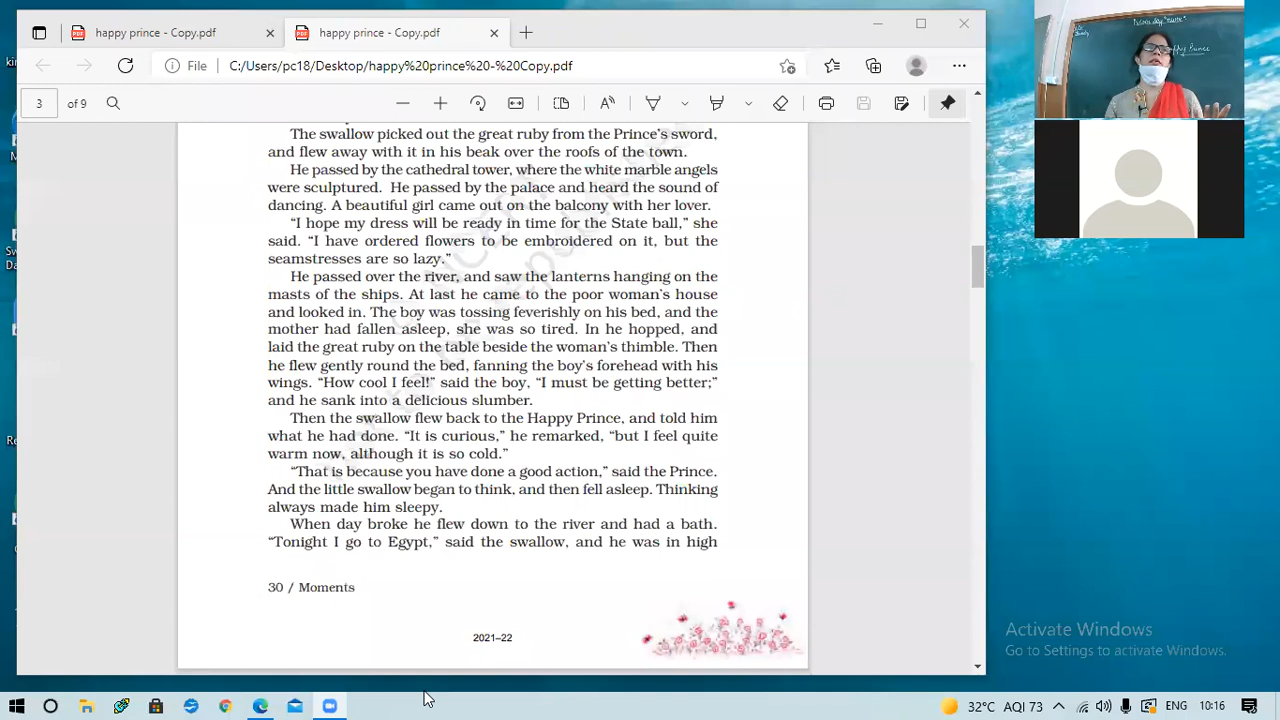 happy prince - Copy.pdf
happy prince - Copy.pdf
File
C:/Users/pc18/Desktop/happy%20prince%20-%20Copy.pdf
3 of 9
The swallow picked out the great ruby from the Prince's sword,
and flew away with it in his beak over the roofs of the town.
He passed by the cathedral tower, where the white marble angels
were sculptured. He passed by the palace and heard the sound of
dancing. A beautiful girl came out on the balcony with her lover.
“I hope my dress will be ready in time for the State ball,” she
said. “I have ordered flowers to be embroidered on it, but the
seamstresses are so lazy.”
He passed over the river, and saw the lanterns hanging on the
masts of the ships. At last he came to the poor woman's house
and looked in. The boy was tossing feverishly on his bed, and the
mother had fallen asleep, she was so tired. In he hopped, and
laid the great ruby on the table beside the woman's thimble. Then
he flew gently round the bed, fanning the boy's forehead with his
wings. “How cool I feel!” said the boy, “I must be getting better;”
and he sank into a delicious slumber.
Then the swallow flew back to the Happy Prince, and told him
what he had done. “It is curious,” he remarked, “but I feel quite
warm now, although it is so cold.”
“That is because you have done a good action,” said the Prince.
And the little swallow began to think, and then fell asleep. Thinking
always made him sleepy.
When day broke he flew down to the river and had a bath.
“Tonight I go to Egypt,” said the swallow, and he was in high
30 / Moments
2021–22
Activate Windows
Go to Settings to activate Windows.
32°C AQI 73
ENG
10:16